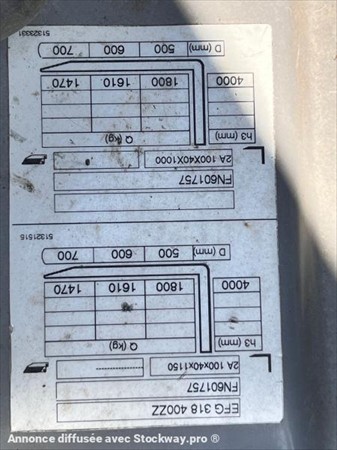 EFG 318 400ZZ
FN601757
2A 100x40x1150
h3 (mm) Q (kg)
4000 1800 1610 1470
D (mm) 500 600 700
51321515
FN601757
2A 100X40X1000
h3 (mm) Q (kg)
4000 1800 1610 1470
D (mm) 500 600 700
51323331
Annonce diffusée avec Stockway.pro ®